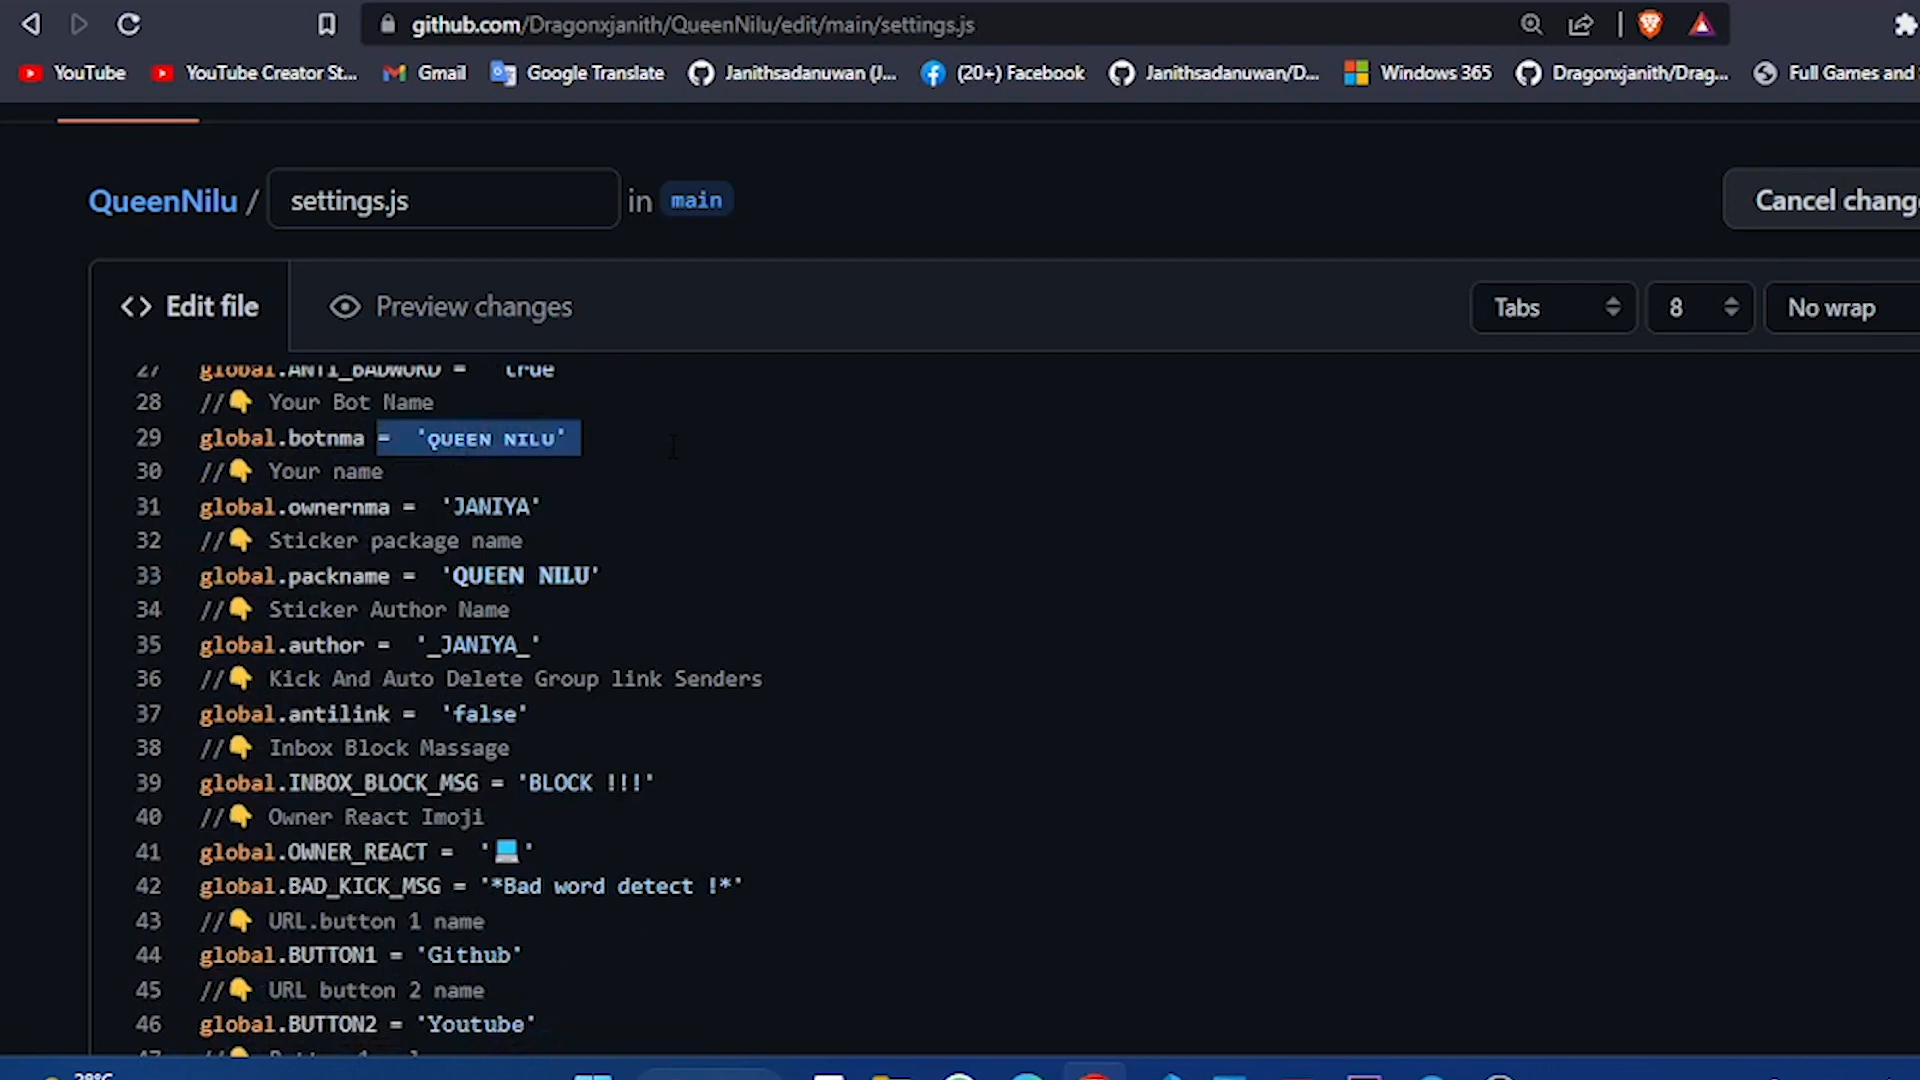 github.com/Dragonxjanith/QueenNilu/edit/main/settings.js
YouTube YouTube Creator St... Gmail Google Translate Janithsadanuwan (J... (20+) Facebook Janithsadanuwan/D... Windows 365 Dragonxjanith/Drag... Full Games and
QueenNilu / settings.js in main Cancel chang
<> Edit file Preview changes Tabs 8 No wrap
27 global.ANTI_BADWORD = 'true
28 //👇 Your Bot Name
29 global.botnma = 'QUEEN NILU'
30 //👇 Your name
31 global.ownernma = 'JANIYA'
32 //👇 Sticker package name
33 global.packname = 'QUEEN NILU'
34 //👇 Sticker Author Name
35 global.author = '_JANIYA_'
36 //👇 Kick And Auto Delete Group link Senders
37 global.antilink = 'false'
38 //👇 Inbox Block Massage
39 global.INBOX_BLOCK_MSG = 'BLOCK !!!'
40 //👇 Owner React Imoji
41 global.OWNER_REACT = '💻'
42 global.BAD_KICK_MSG = '*Bad word detect !*'
43 //👇 URL.button 1 name
44 global.BUTTON1 = 'Github'
45 //👇 URL button 2 name
46 global.BUTTON2 = 'Youtube'
47
28°C